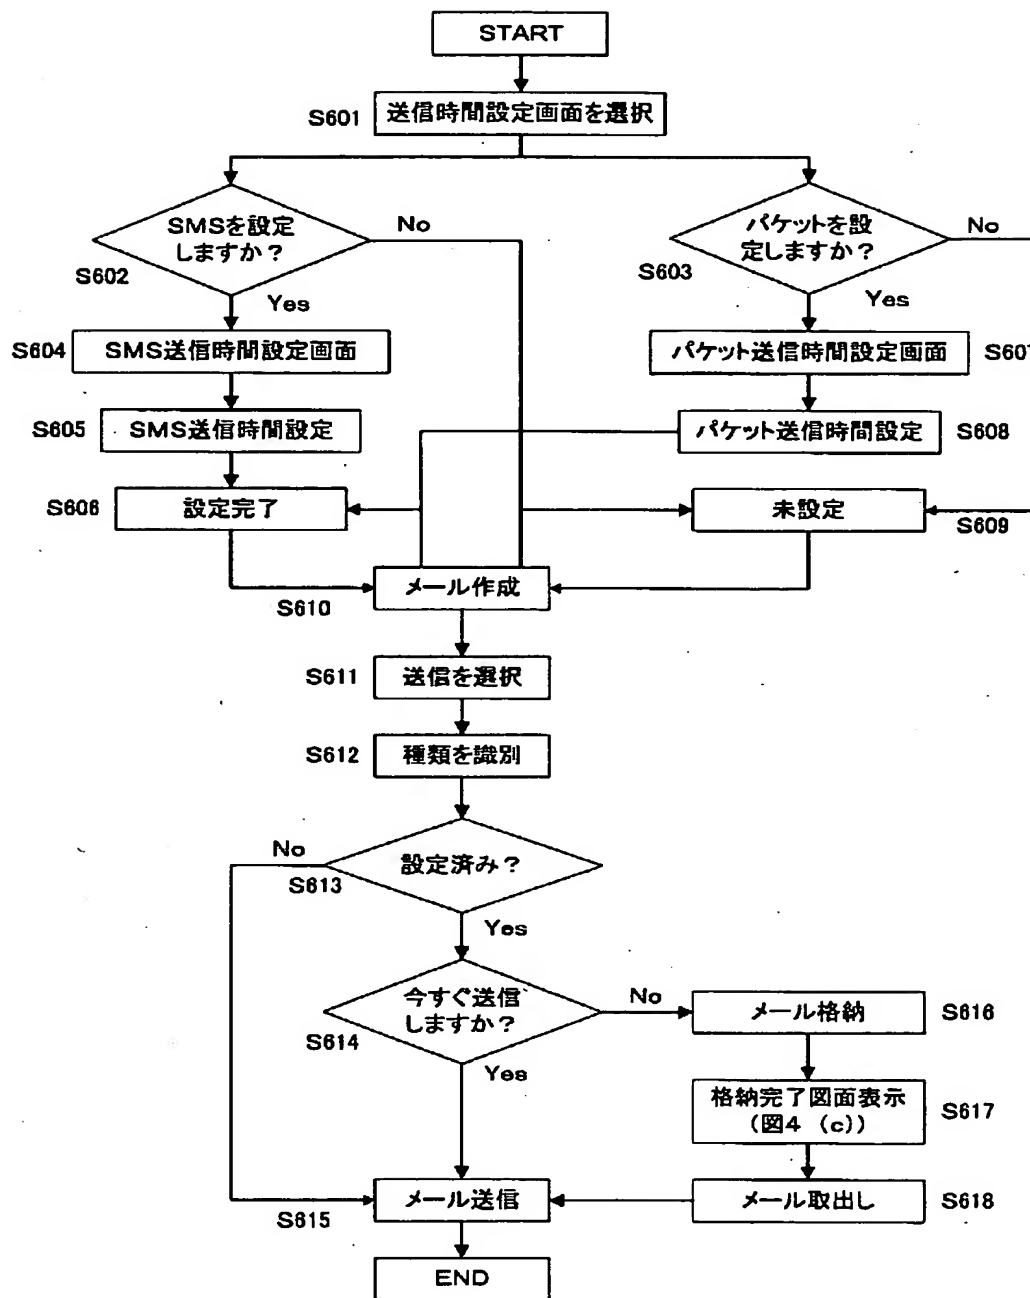 START
S601
送信時間設定画面を選択
SMSを設定
しますか？
No
S602
Yes
パケットを設
定しますか？
No
S603
Yes
S604
SMS送信時間設定画面
パケット送信時間設定画面
S607
S605
SMS送信時間設定
パケット送信時間設定
S608
S606
設定完了
未設定
S609
メール作成
S610
S611
送信を選択
S612
種類を識別
No
設定済み？
S613
Yes
今すぐ送信
しますか？
No
S614
Yes
メール格納
S616
格納完了図面表示
（図4 （c））
S617
メール送信
S615
メール取出し
S618
END